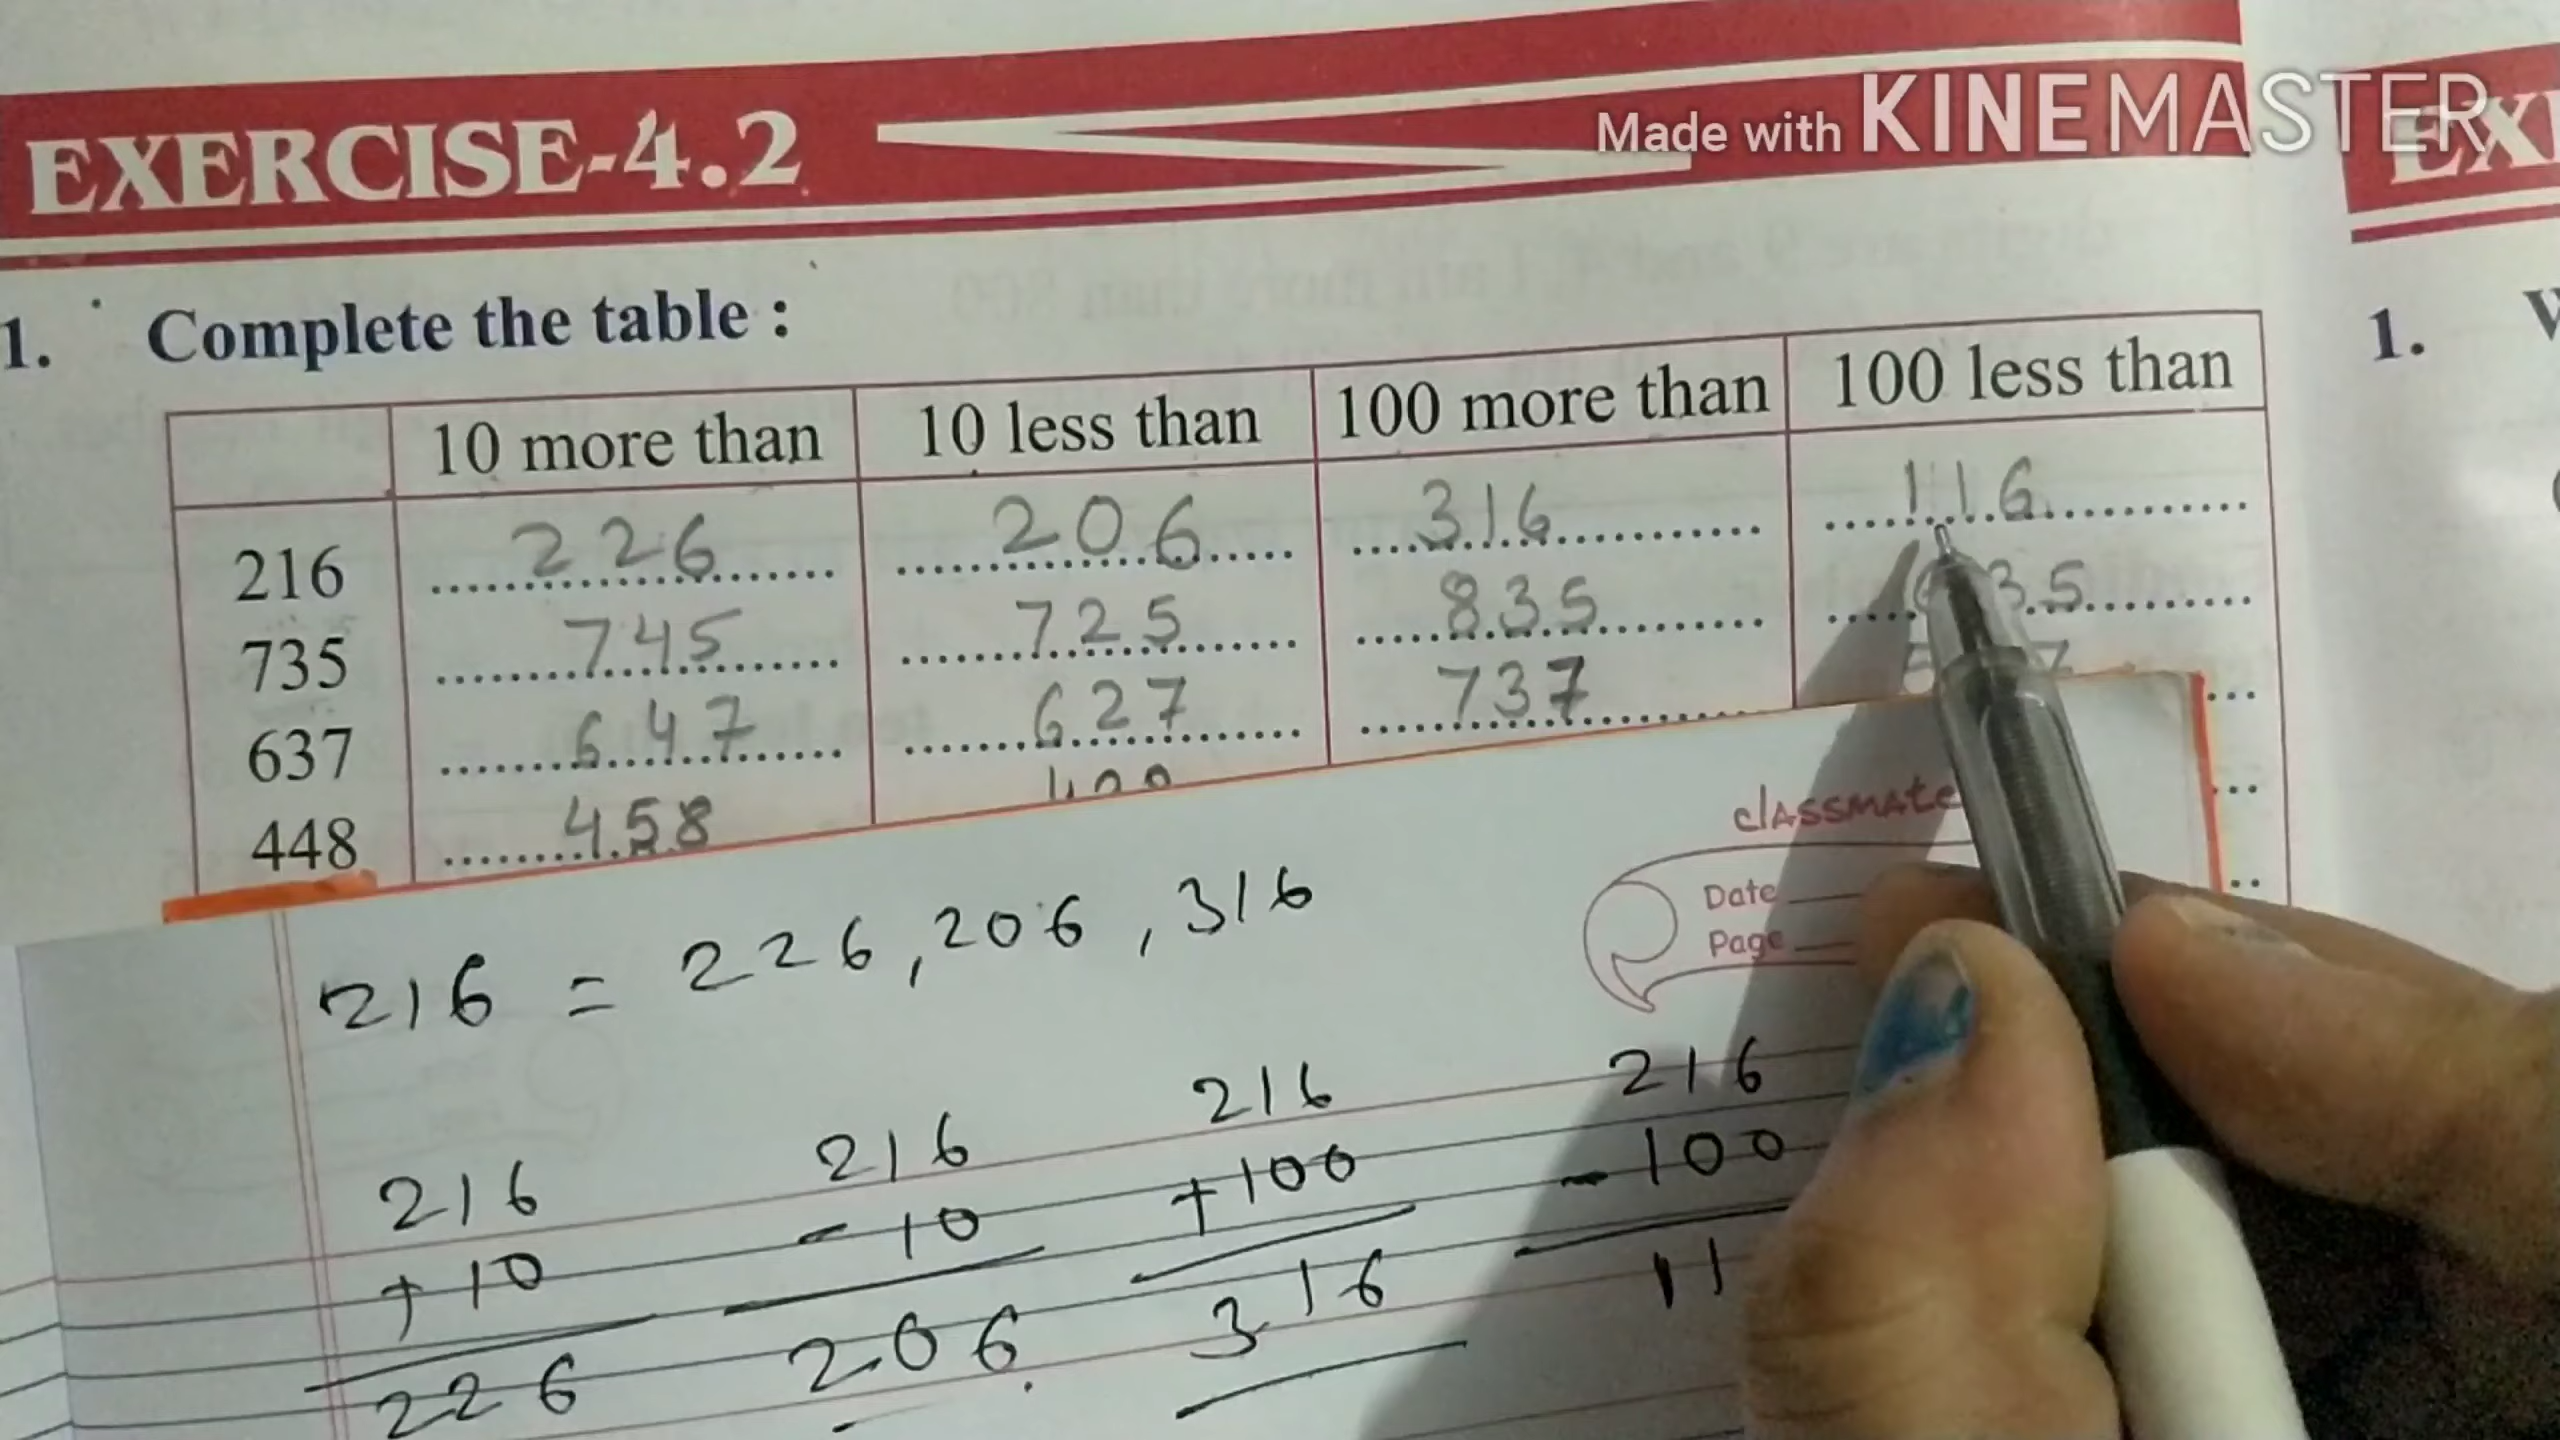 Made with KINEMASTER
EXERCISE-4.2
1. Complete the table :
10 more than 10 less than 100 more than 100 less than
216 226 206 316 116
735 745 725 835 635
637 647 627 737
448 458
classmate
Date
Page
216 = 226, 206, 316
216 216 216 216
+10 -10 +100 -100
226 206 316 11
1.